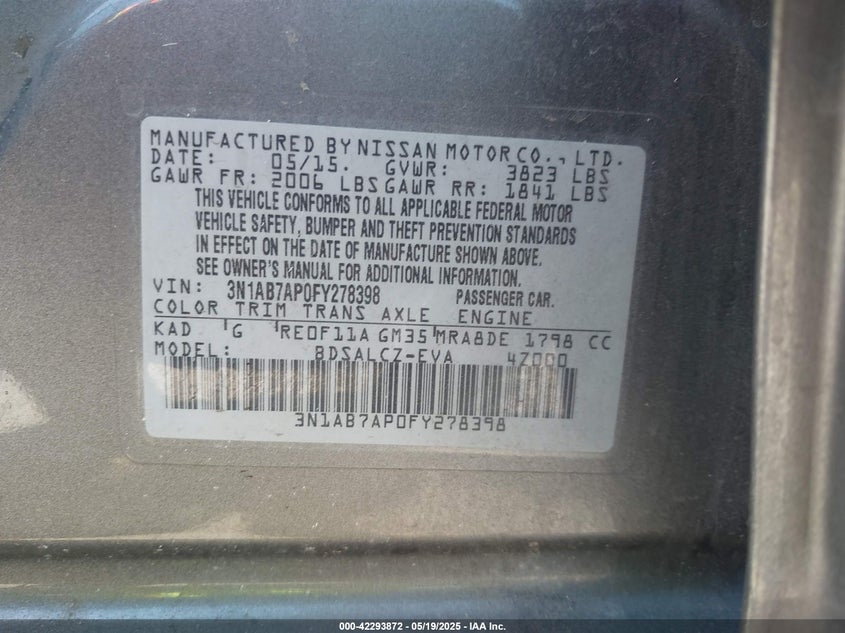 MANUFACTURED BY NISSAN MOTOR CO., LTD.
DATE: 05/15. GVWR: 3823 LBS
GAWR FR: 2006 LBS GAWR RR: 1841 LBS
THIS VEHICLE CONFORMS TO ALL APPLICABLE FEDERAL MOTOR
VEHICLE SAFETY, BUMPER AND THEFT PREVENTION STANDARDS
IN EFFECT ON THE DATE OF MANUFACTURE SHOWN ABOVE.
SEE OWNER'S MANUAL FOR ADDITIONAL INFORMATION.
VIN: 3N1AB7AP0FY278398 PASSENGER CAR.
COLOR TRIM TRANS AXLE ENGINE
KAD G RE0F11A GM35 MRA8DE 1798 CC
MODEL: BDSALCZ-EVA 4Z000
3N1AB7AP0FY278398
000-42293872 - 05/19/2025 - IAA Inc.